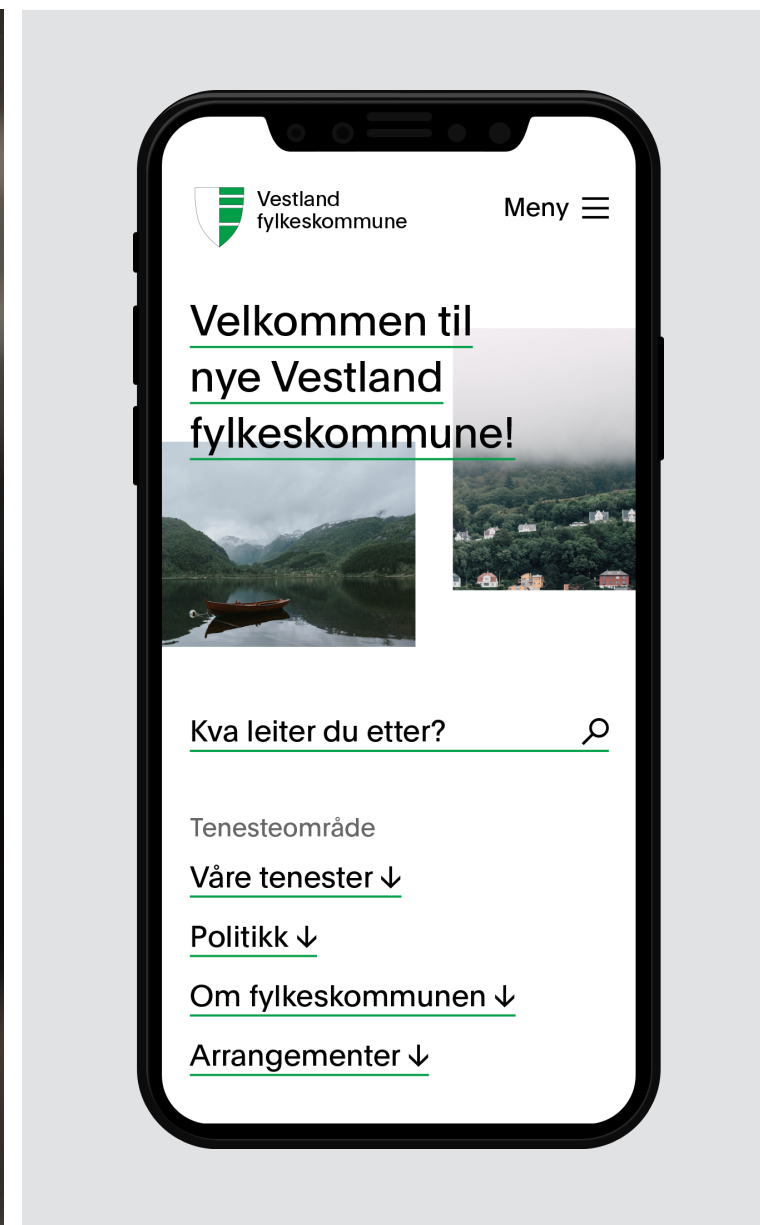 Vestland
fylkeskommune
Meny
Velkommen til
nye Vestland
fylkeskommune!
Kva leiter du etter?
Tenesteområde
Våre tenester ↓
Politikk ↓
Om fylkeskommunen ↓
Arrangementer ↓